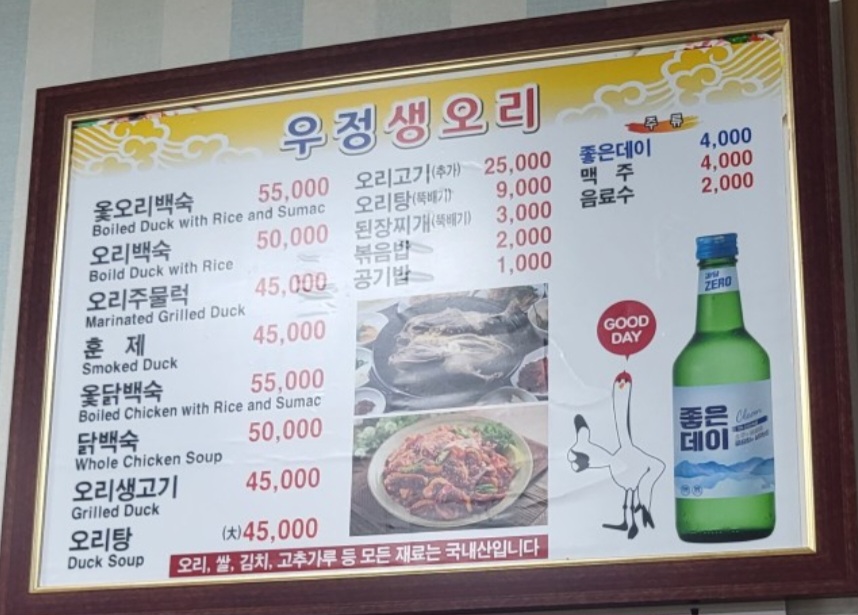 우정생오리
옻오리백숙 55,000
Boiled Duck with Rice and Sumac
오리백숙 50,000
Boild Duck with Rice
오리주물럭 45,000
Marinated Grilled Duck
훈 제 45,000
Smoked Duck
옻닭백숙 55,000
Boiled Chicken with Rice and Sumac
닭백숙 50,000
Whole Chicken Soup
오리생고기 45,000
Grilled Duck
오리탕 (大)45,000
Duck Soup
오리고기(추가) 25,000
오리탕(뚝배기) 9,000
된장찌개(뚝배기) 3,000
볶음밥 2,000
공기밥 1,000
오리, 쌀, 김치, 고추가루 등 모든 재료는 국내산입니다
주 류
좋은데이 4,000
맥 주 4,000
음료수 2,000
GOOD
DAY
ZERO
좋은
데이